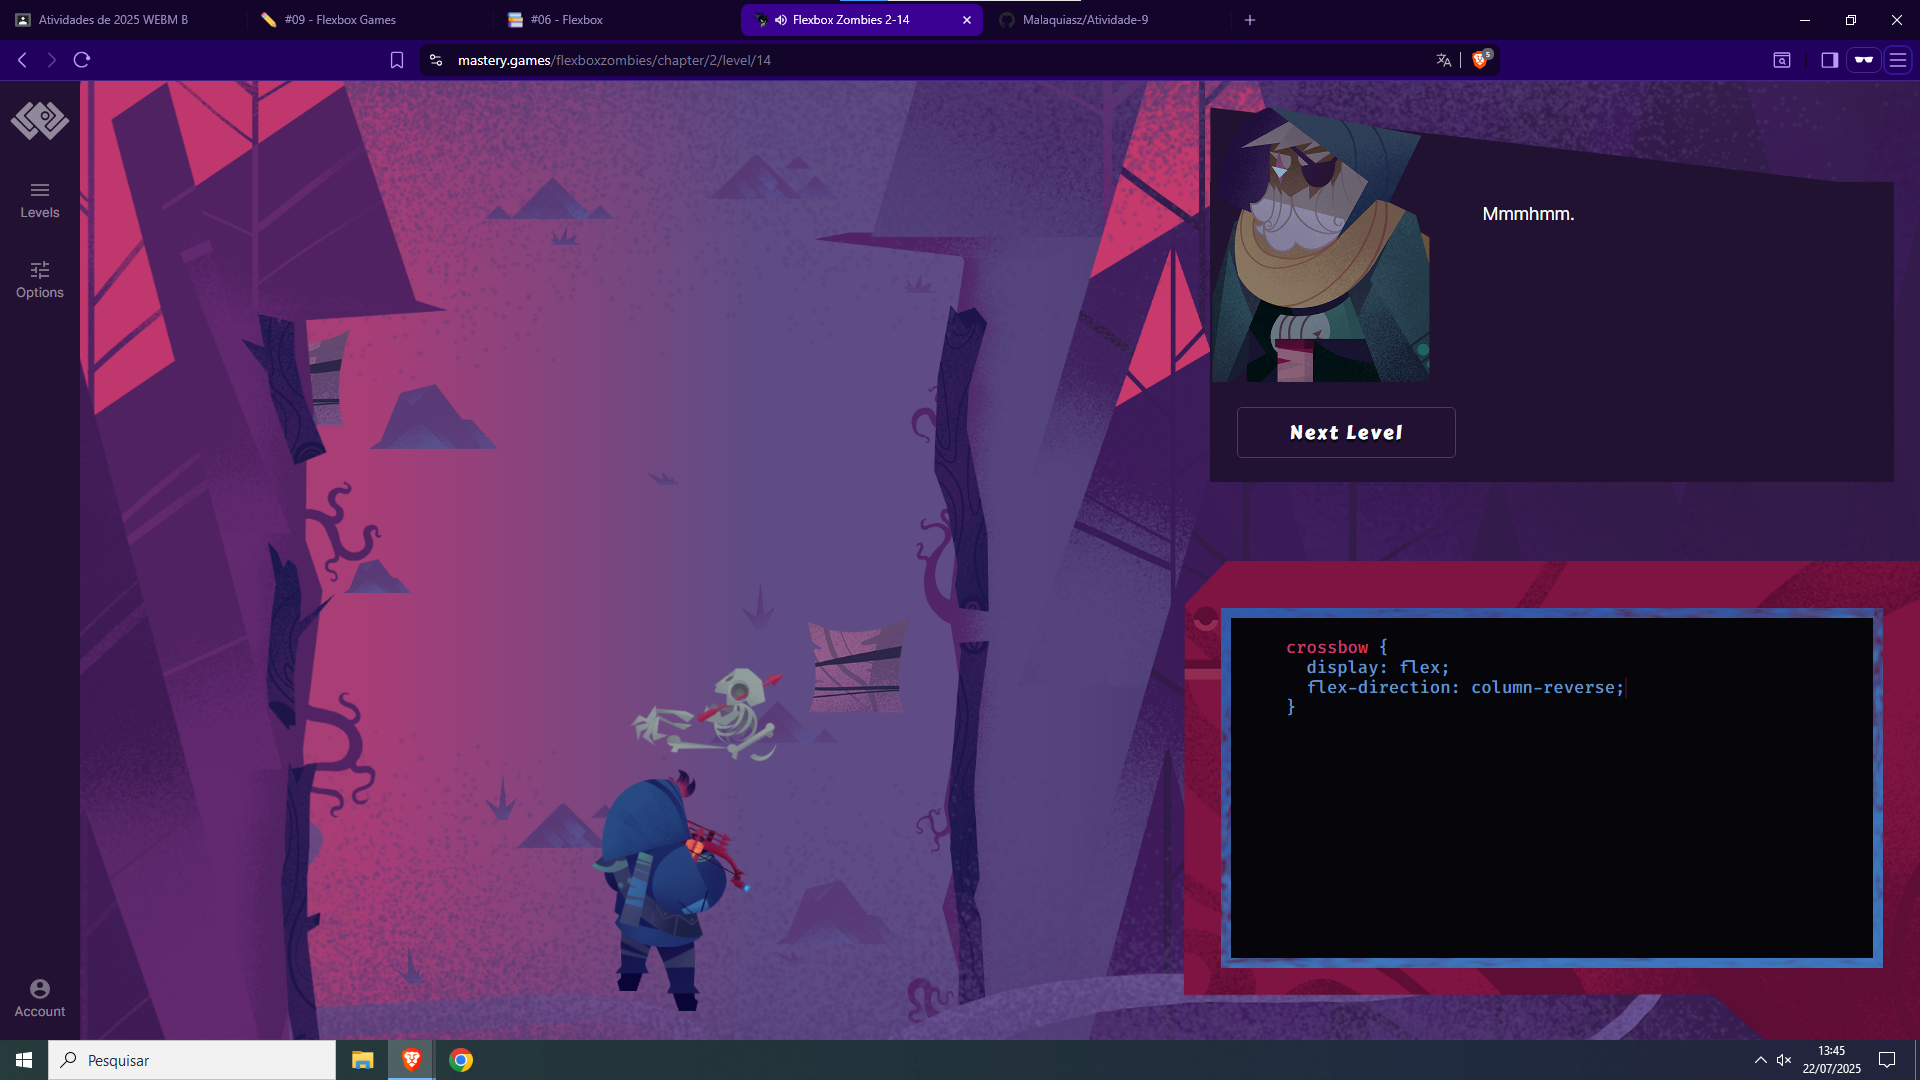 Atividades de 2025 WEBM B
#09 - Flexbox Games
#06 - Flexbox
Flexbox Zombies 2-14
Malaquiasz/Atividade-9
mastery.games/flexboxzombies/chapter/2/level/14
5
Levels
Options
Mmmhmm.
Next Level
crossbow {
display: flex;
flex-direction: column-reverse;
}
Account
Pesquisar
13:45
22/07/2025